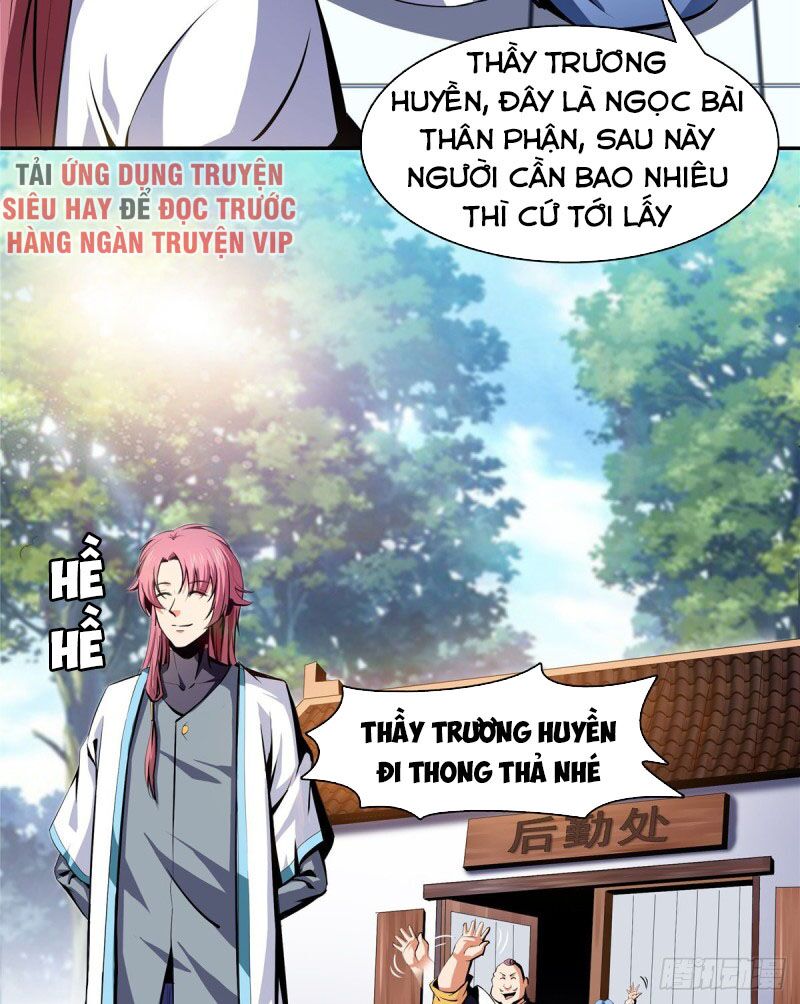 THẦY TRƯƠNG
HUYỀN, ĐÂY LÀ NGỌC BÀI
THÂN PHẬN, SAU NÀY
NGƯỜI CẦN BAO NHIÊU
THÌ CỨ TỚI LẤY
TẢI ỨNG DỤNG TRUYỆN
SIÊU HAY ĐỂ ĐỌC TRƯỚC
HÀNG NGÀN TRUYỆN VIP
HỀ
HỀ
THẦY TRƯƠNG HUYỀN
ĐI THONG THẢ NHÉ
后勤处
腾讯动漫